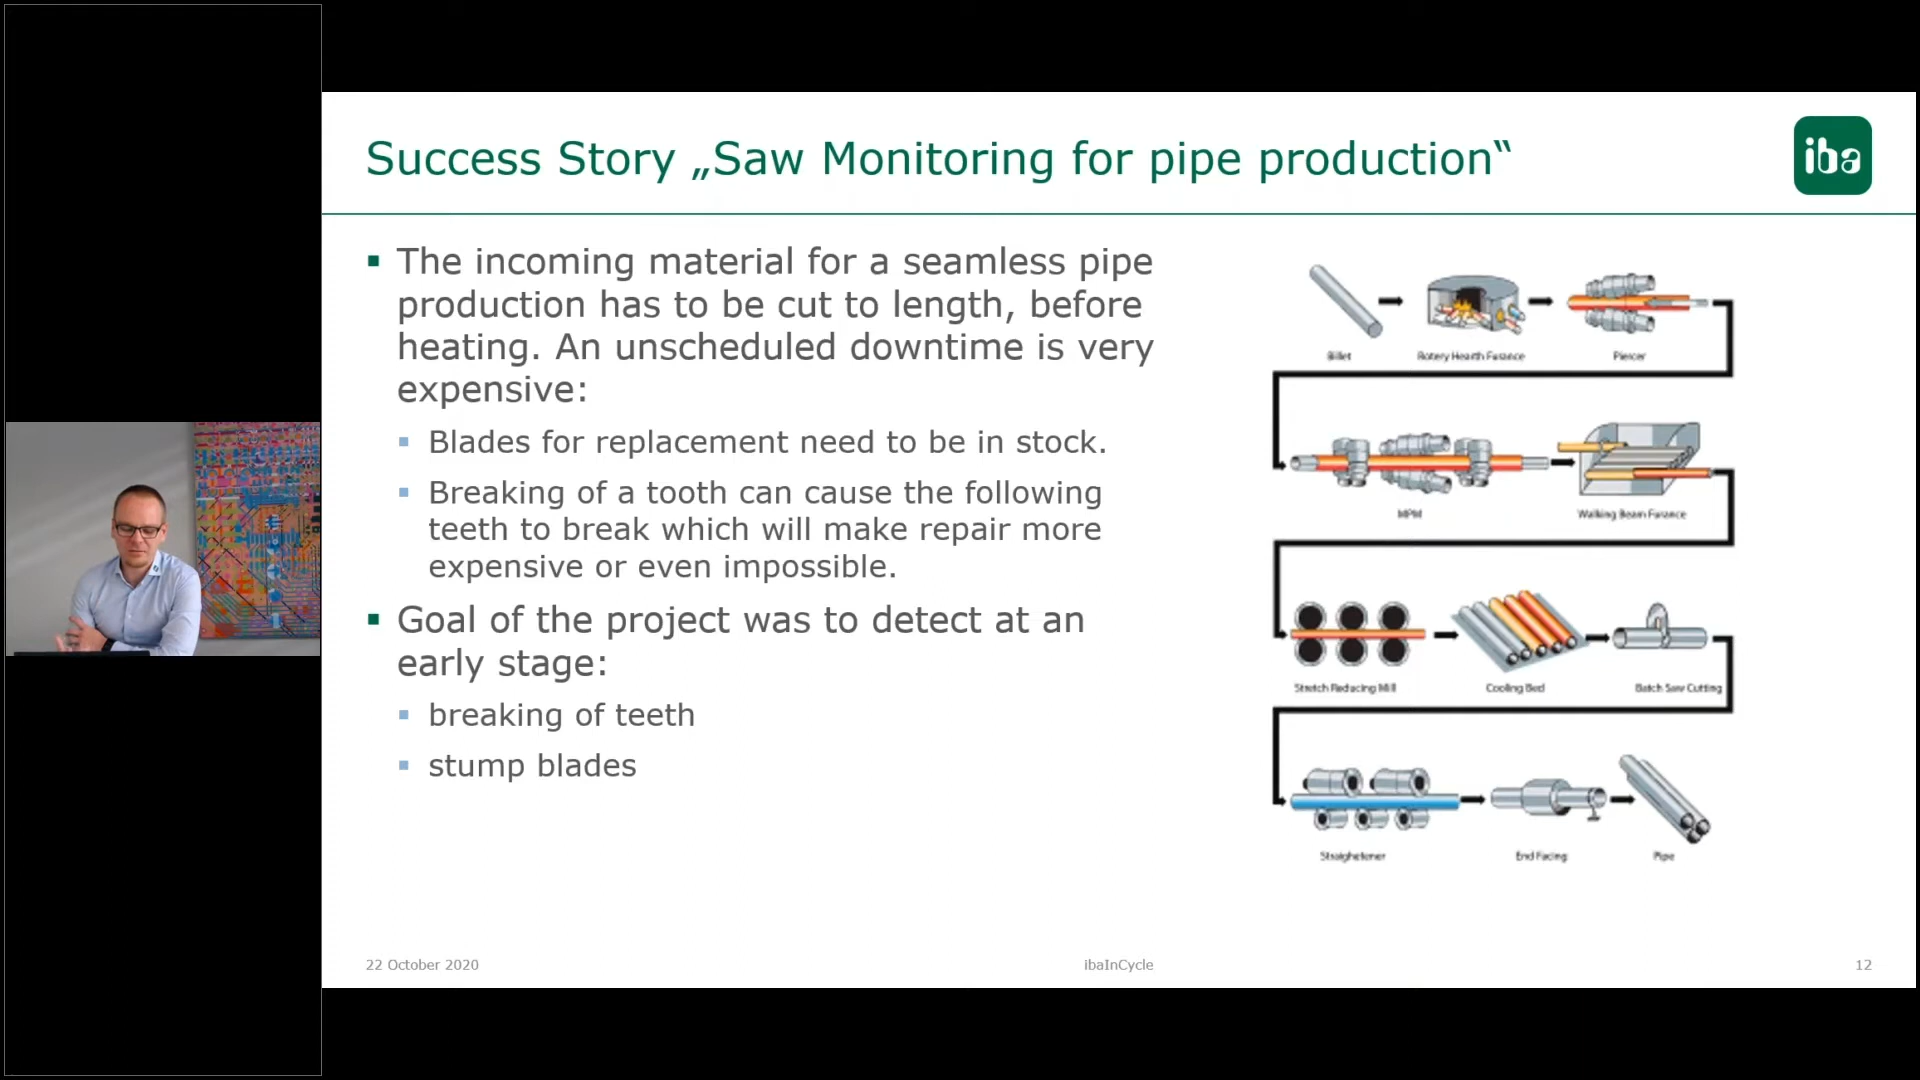 Success Story „Saw Monitoring for pipe production“
iba
▪ The incoming material for a seamless pipe
production has to be cut to length, before
heating. An unscheduled downtime is very
expensive:
▪ Blades for replacement need to be in stock.
▪ Breaking of a tooth can cause the following
teeth to break which will make repair more
expensive or even impossible.
▪ Goal of the project was to detect at an
early stage:
▪ breaking of teeth
▪ stump blades
Billet
Rotery Hearth Furance
Piercer
MPM
Walking Beam Furance
Stretch Reducing Mill
Cooling Bed
Batch Saw Cutting
Straighetener
End Facing
Pipe
22 October 2020
ibaInCycle
12